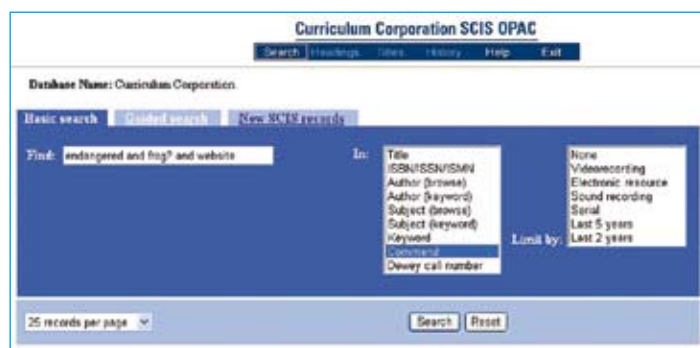 Curriculum Corporation SCIS OPAC
Search Headings Titles History Help Exit
Database Name: Curriculum Corporation
Basic search Guided search New SCIS records
Find: endangered and frog? and website
In:
Title
ISBN/ISSN/ISMN
Author (browse)
Author (keyword)
Subject (browse)
Subject (keyword)
Keyword
Command
Dewey call number
Limit by:
None
Videorecording
Electronic resource
Sound recording
Serial
Last 5 years
Last 2 years
25 records per page
Search Reset